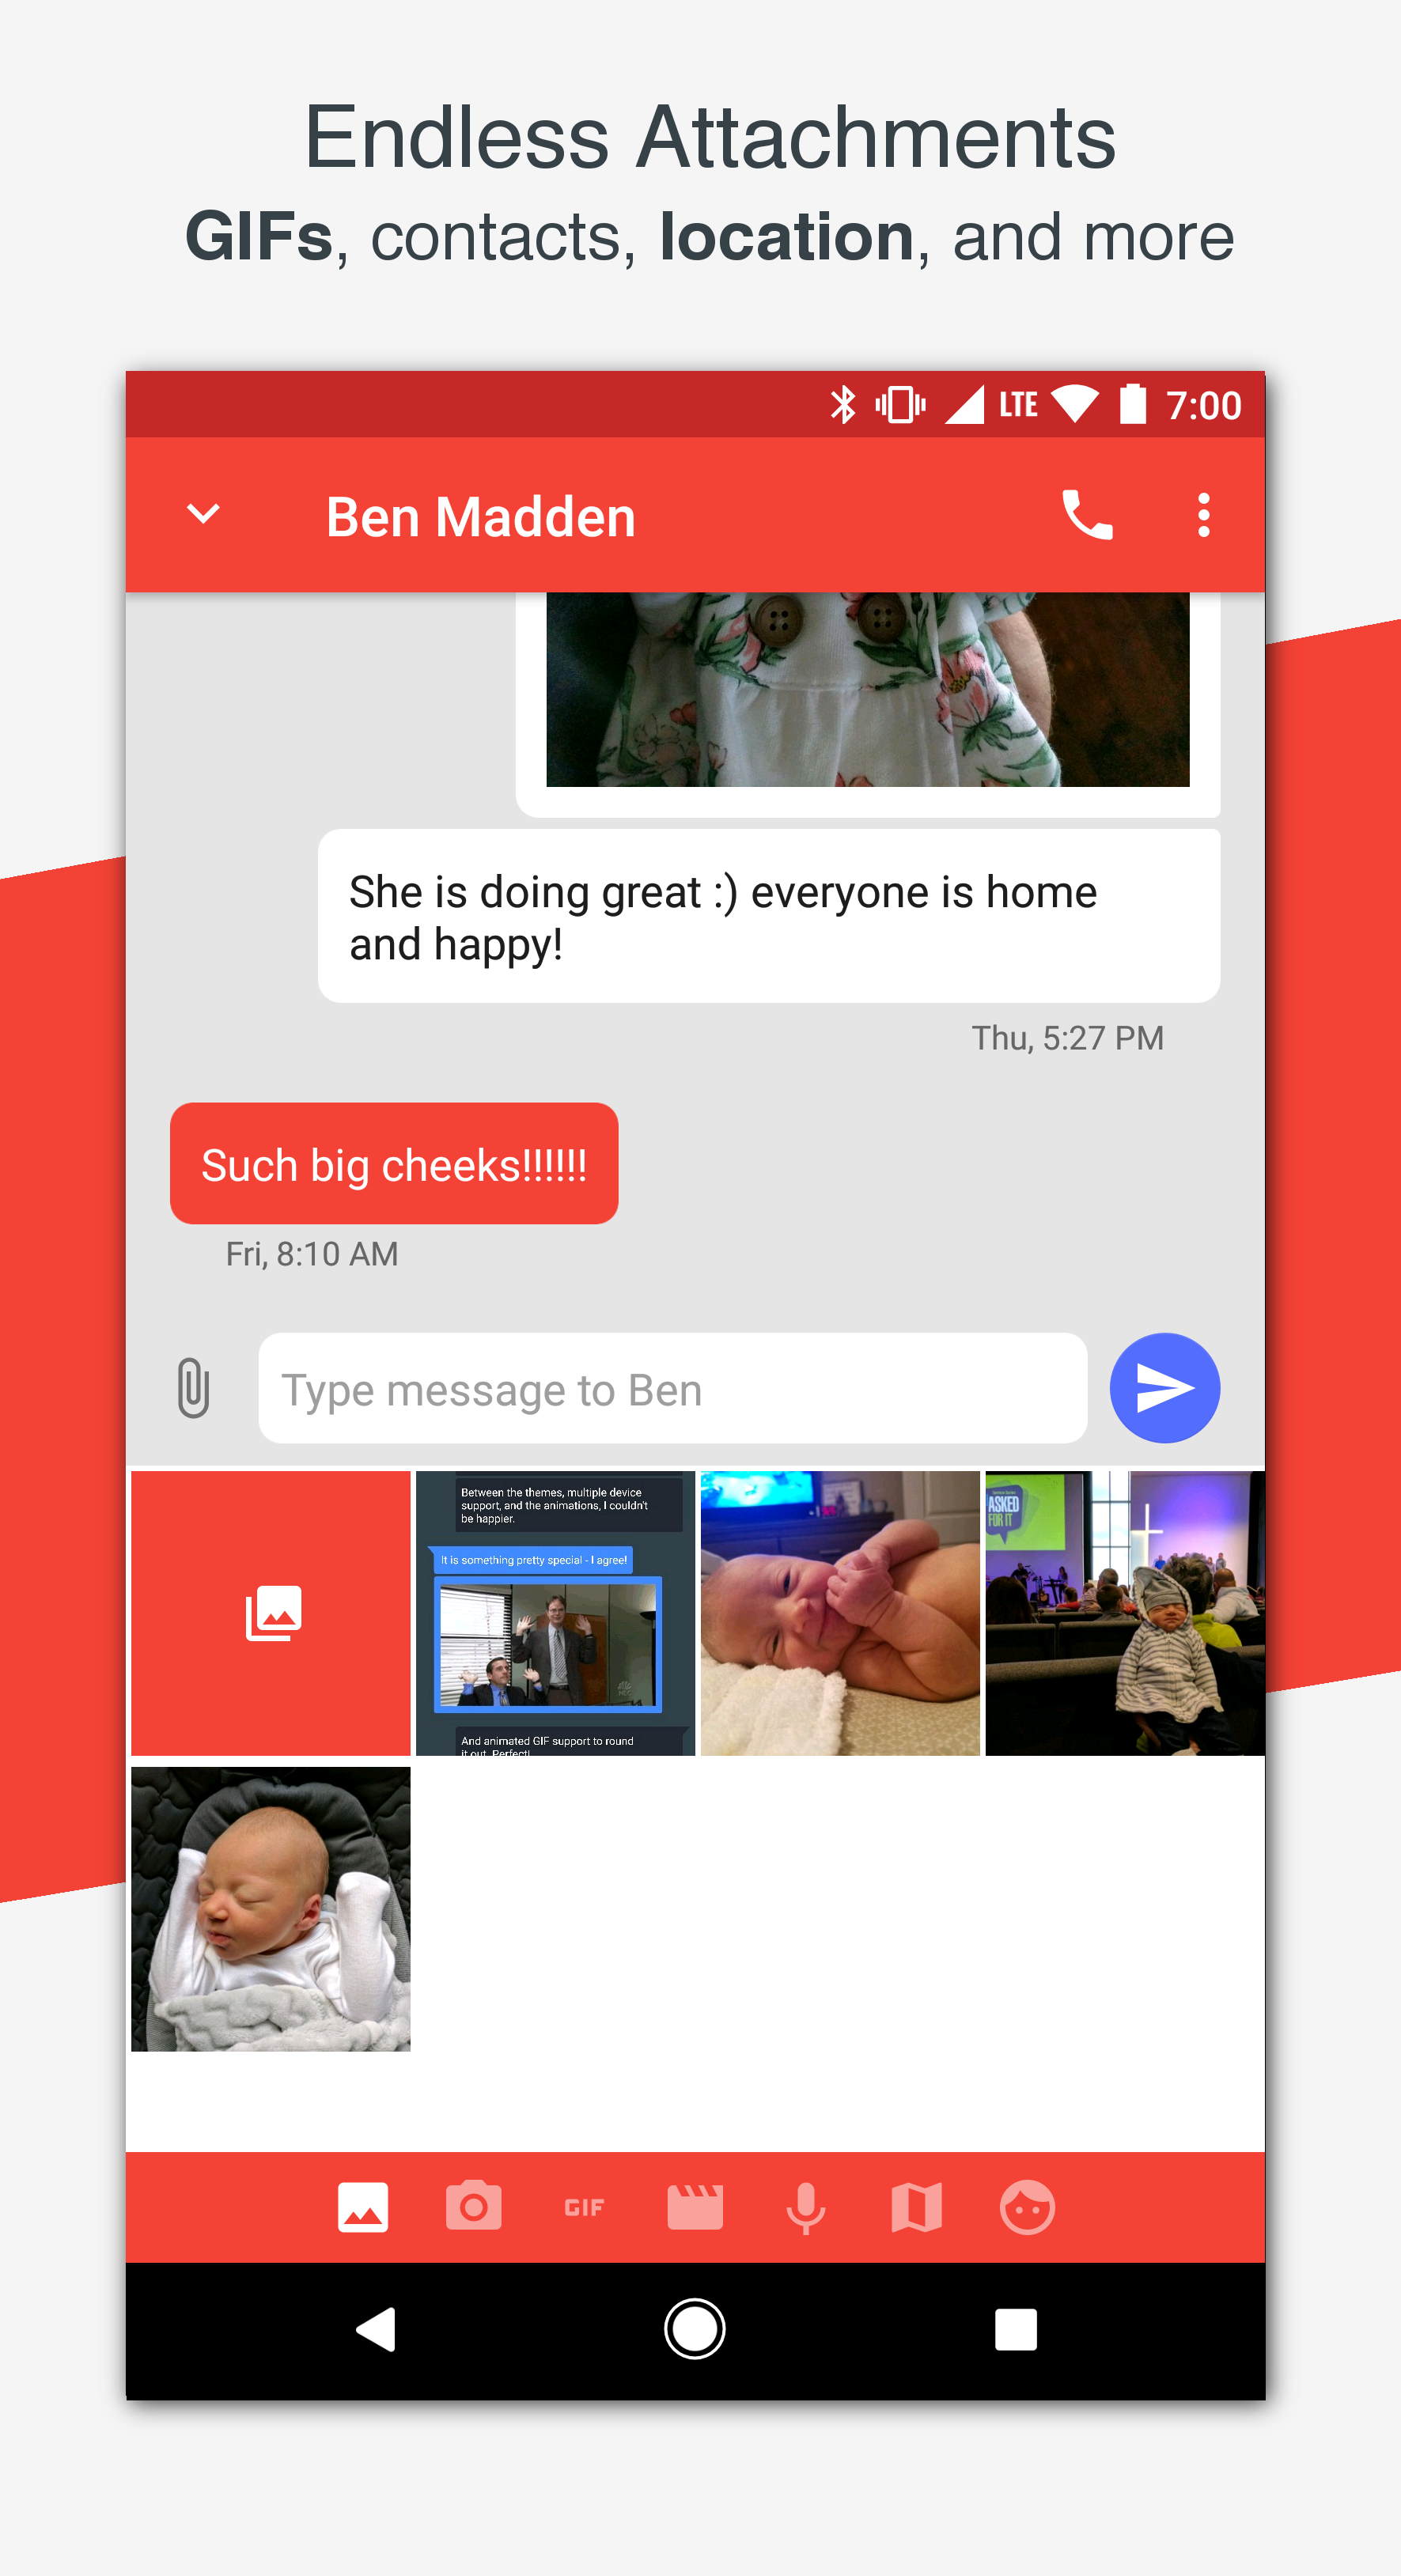 Endless Attachments
GIFs, contacts, location, and more
LTE 7:00
Ben Madden
She is doing great :) everyone is home
and happy!
Thu, 5:27 PM
Such big cheeks!!!!!!
Fri, 8:10 AM
Type message to Ben
Between the themes, multiple device
support, and the animations, I couldn't
be happier.
It is something pretty special - I agree!
NBC
And animated GIF support to round
it out. Perfect!
ASKED
FOR IT
GIF